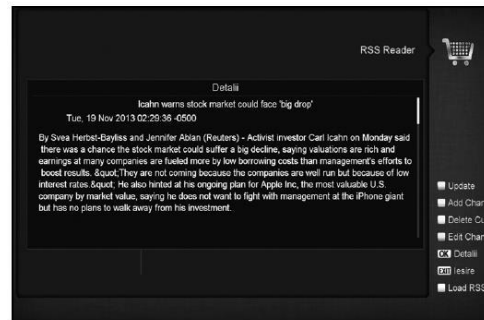 RSS Reader
Detalii
Icahn warns stock market could face 'big drop'
Tue, 19 Nov 2013 02:29:36 -0500
By Svea Herbst-Bayliss and Jennifer Ablan (Reuters) - Activist investor Carl Icahn on Monday said
there was a chance the stock market could suffer a big decline, saying valuations are rich and
earnings at many companies are fueled more by low borrowing costs than management's efforts to
boost results. &quot;They are not coming because the companies are well run but because of low
interest rates.&quot; He also hinted at his ongoing plan for Apple Inc, the most valuable U.S.
company by market value, saying he does not want to fight with management at the iPhone giant
but has no plans to walk away from his investment.
Update
Add Chan
Delete Cu
Edit Chan
OK Detalii
EXIT Iesire
Load RSS